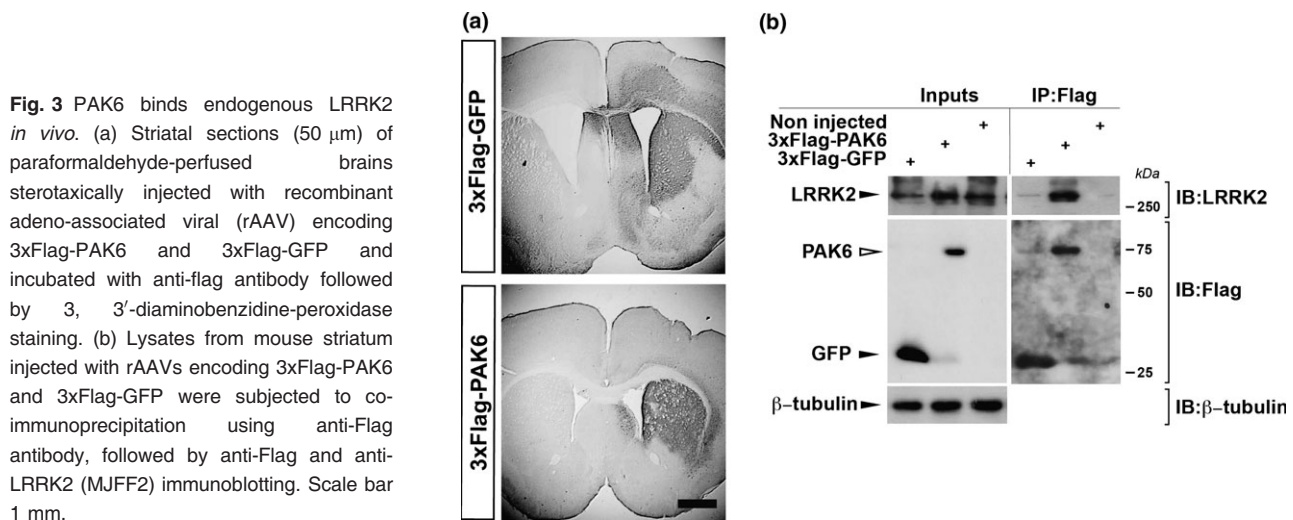 Fig. 3 PAK6 binds endogenous LRRK2
in vivo. (a) Striatal sections (50 μm) of
paraformaldehyde-perfused brains
sterotaxically injected with recombinant
adeno-associated viral (rAAV) encoding
3xFlag-PAK6 and 3xFlag-GFP and
incubated with anti-flag antibody followed
by 3, 3′-diaminobenzidine-peroxidase
staining. (b) Lysates from mouse striatum
injected with rAAVs encoding 3xFlag-PAK6
and 3xFlag-GFP were subjected to co-
immunoprecipitation using anti-Flag
antibody, followed by anti-Flag and anti-
LRRK2 (MJFF2) immunoblotting. Scale bar
1 mm.
(a)
3xFlag-GFP
3xFlag-PAK6
(b)
Inputs IP:Flag
Non injected + +
3xFlag-PAK6 + +
3xFlag-GFP + +
kDa
LRRK2 – 250 IB:LRRK2
PAK6 – 75
– 50 IB:Flag
GFP – 25
β–tubulin IB:β–tubulin